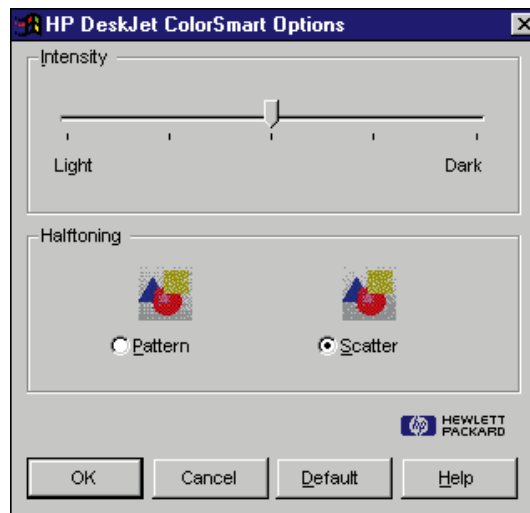 HP DeskJet ColorSmart Options
Intensity
Light Dark
Halftoning
Pattern Scatter
hp HEWLETT
PACKARD
OK Cancel Default Help